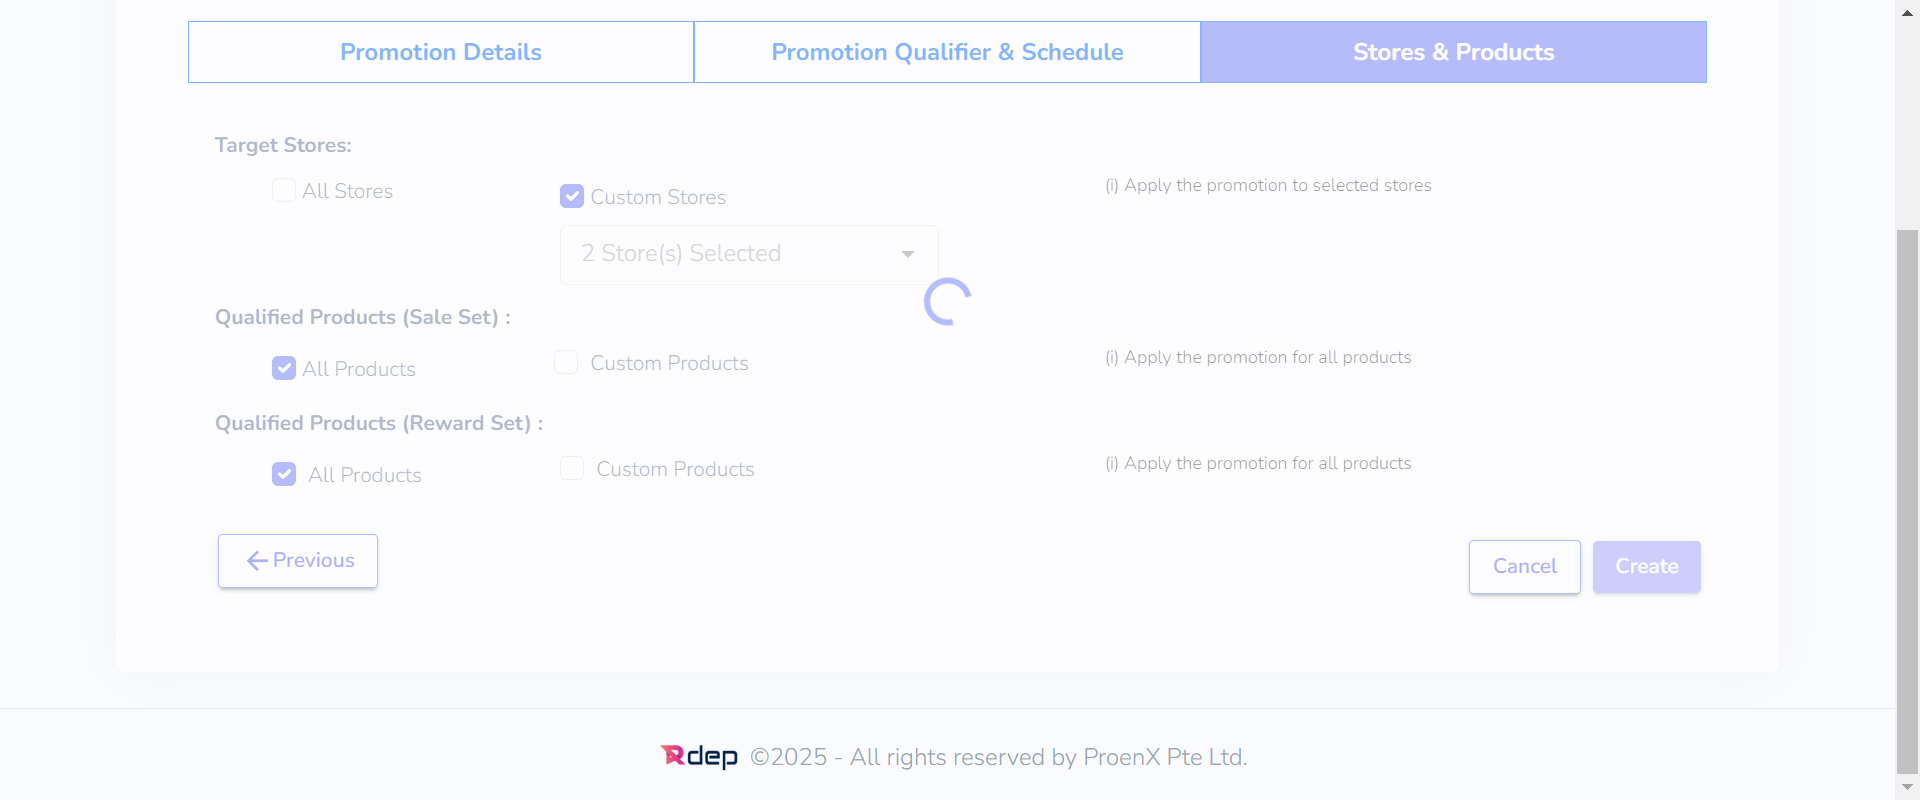 Promotion Details
Promotion Qualifier & Schedule
Stores & Products
Target Stores:
All Stores
Custom Stores
(i) Apply the promotion to selected stores
2 Store(s) Selected
Qualified Products (Sale Set) :
All Products
Custom Products
(i) Apply the promotion for all products
Qualified Products (Reward Set) :
All Products
Custom Products
(i) Apply the promotion for all products
Previous
Cancel
Create
Rdep ©2025 - All rights reserved by ProenX Pte Ltd.